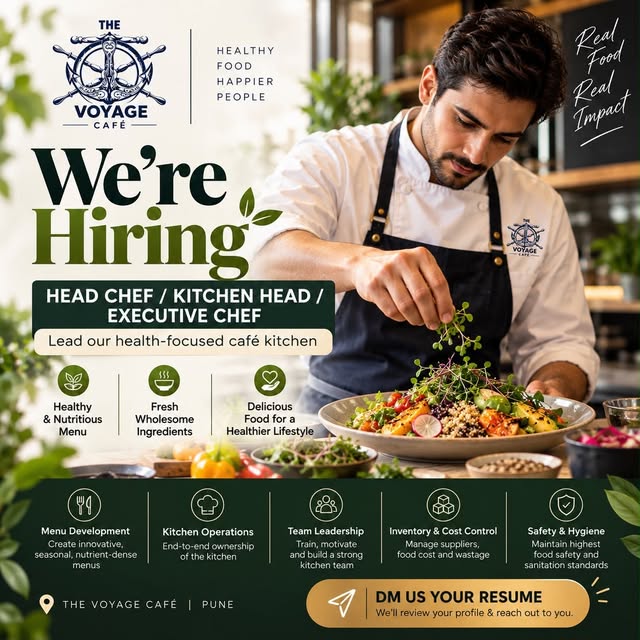 THE
VOYAGE
CAFÉ
HEALTHY
FOOD
HAPPIER
PEOPLE
Real
Food
Real
Impact
We're
Hiring
HEAD CHEF / KITCHEN HEAD /
EXECUTIVE CHEF
Lead our health-focused café kitchen
THE
VOYAGE
CAFÉ
Healthy
& Nutritious
Menu
Fresh
Wholesome
Ingredients
Delicious
Food for a
Healthier Lifestyle
Menu Development
Create innovative,
seasonal, nutrient-dense
menus
Kitchen Operations
End-to-end ownership
of the kitchen
Team Leadership
Train, motivate
and build a strong
kitchen team
Inventory & Cost Control
Manage suppliers,
food cost and wastage
Safety & Hygiene
Maintain highest
food safety and
sanitation standards
THE VOYAGE CAFÉ | PUNE
DM US YOUR RESUME
We'll review your profile & reach out to you.